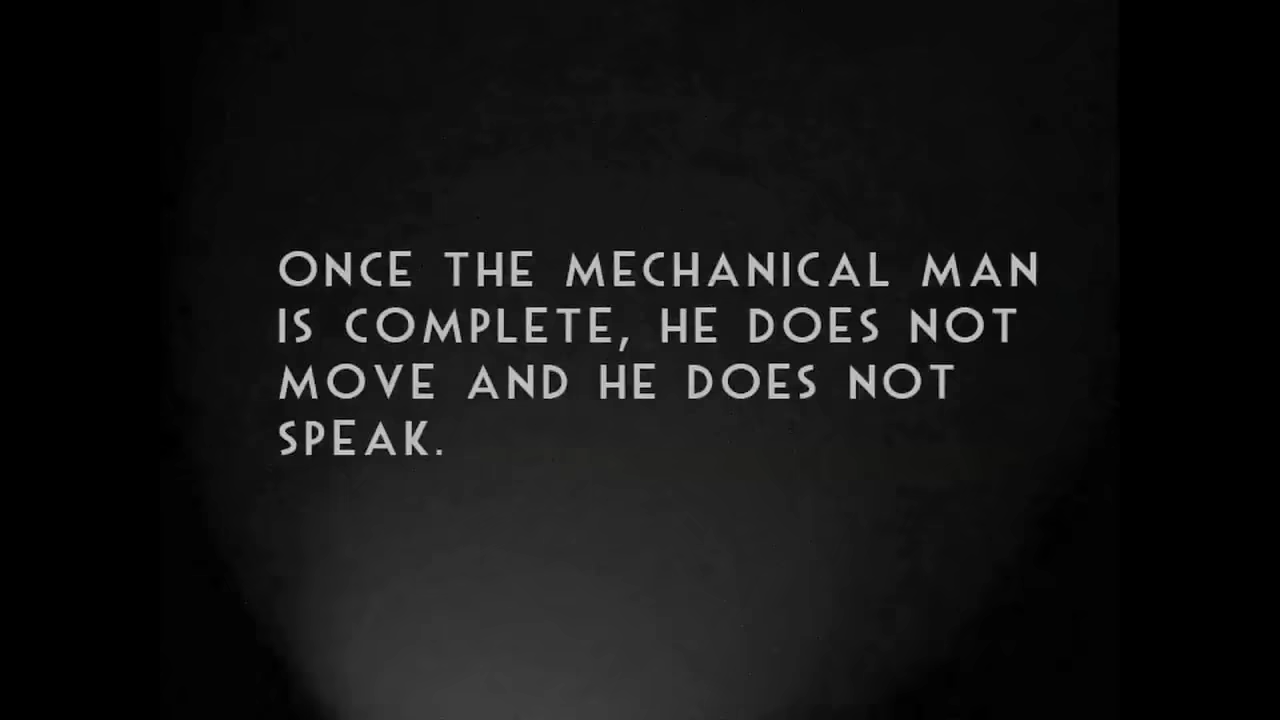 ONCE THE MECHANICAL MAN
IS COMPLETE, HE DOES NOT
MOVE AND HE DOES NOT
SPEAK.